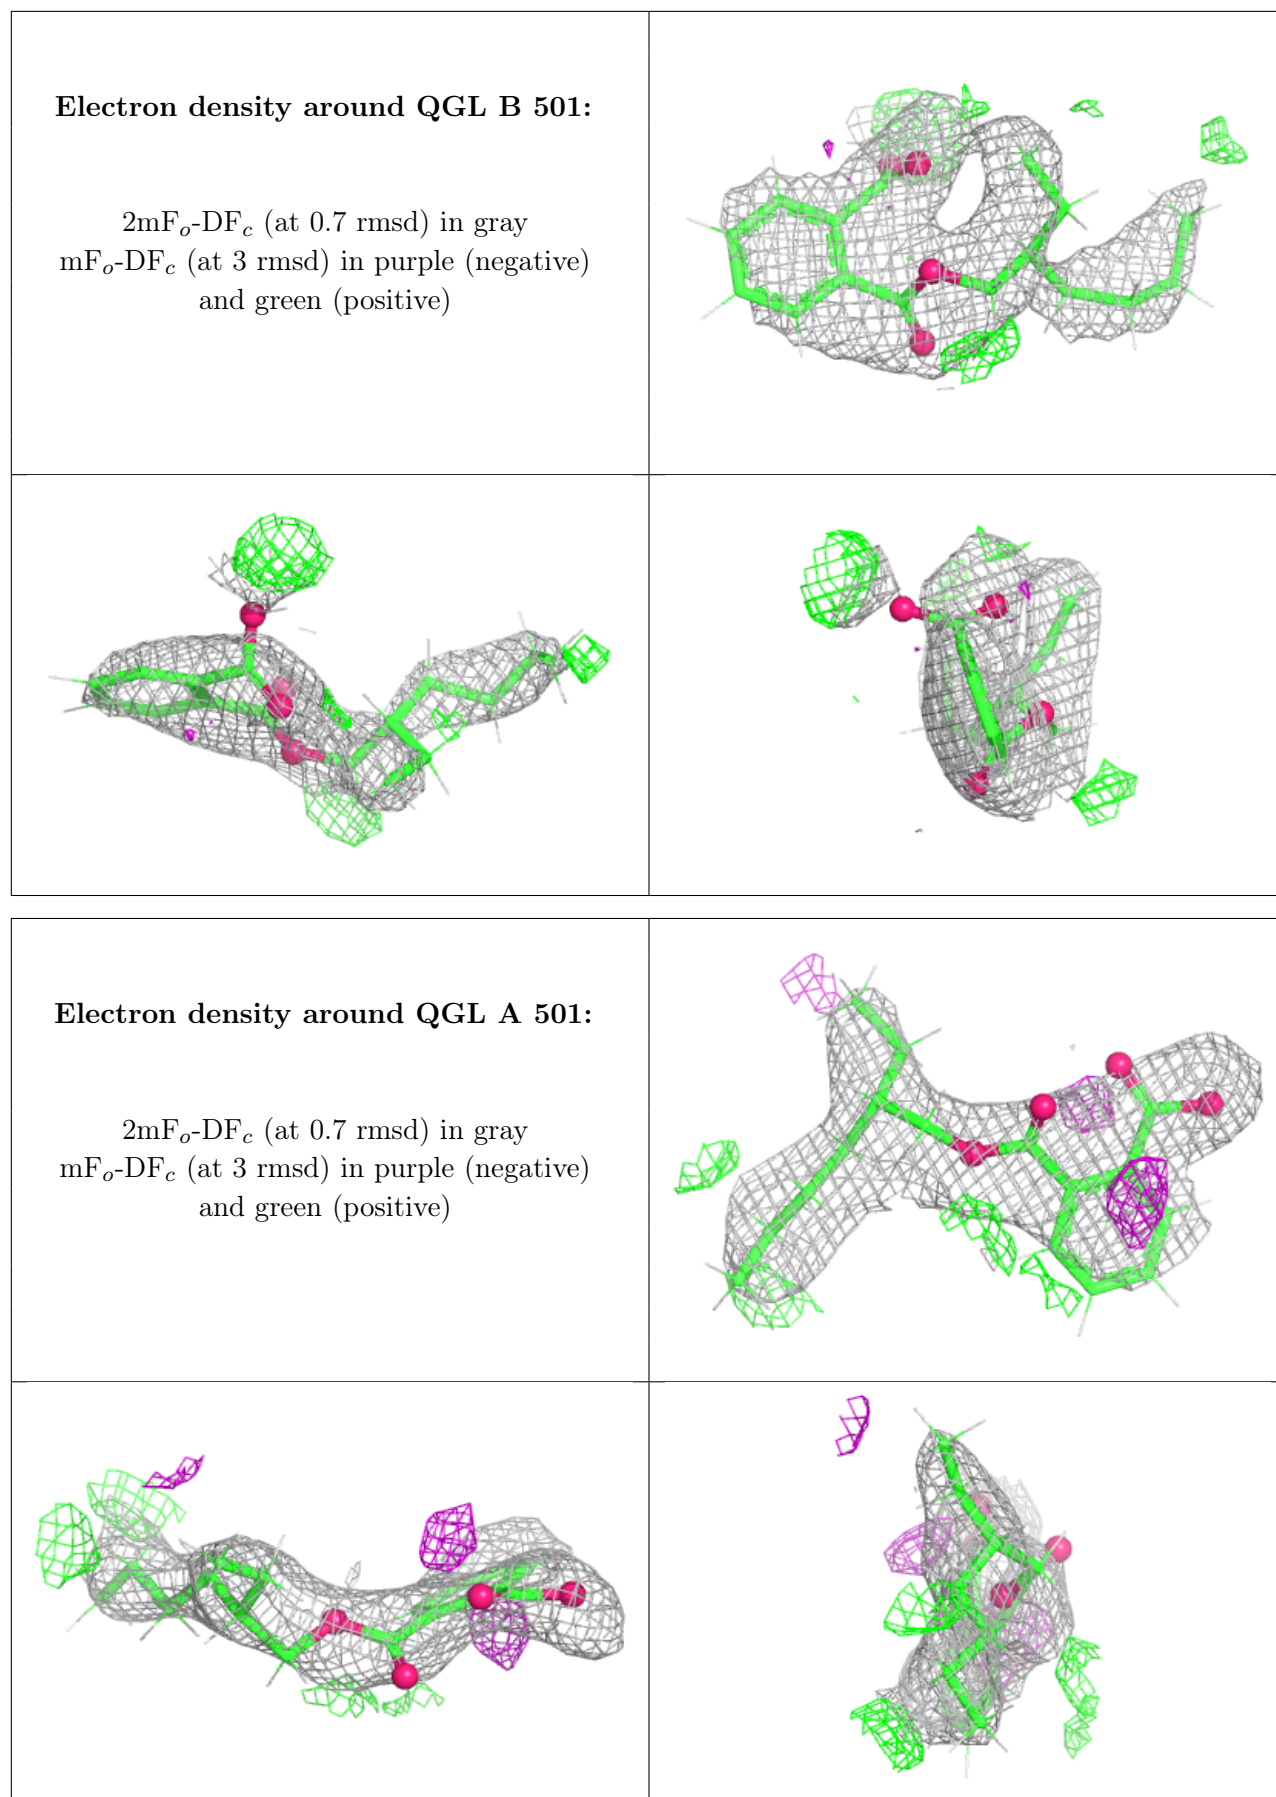 Electron density around QGL B 501:
2mFo-DFc (at 0.7 rmsd) in gray
mFo-DFc (at 3 rmsd) in purple (negative)
and green (positive)
Electron density around QGL A 501:
2mFo-DFc (at 0.7 rmsd) in gray
mFo-DFc (at 3 rmsd) in purple (negative)
and green (positive)